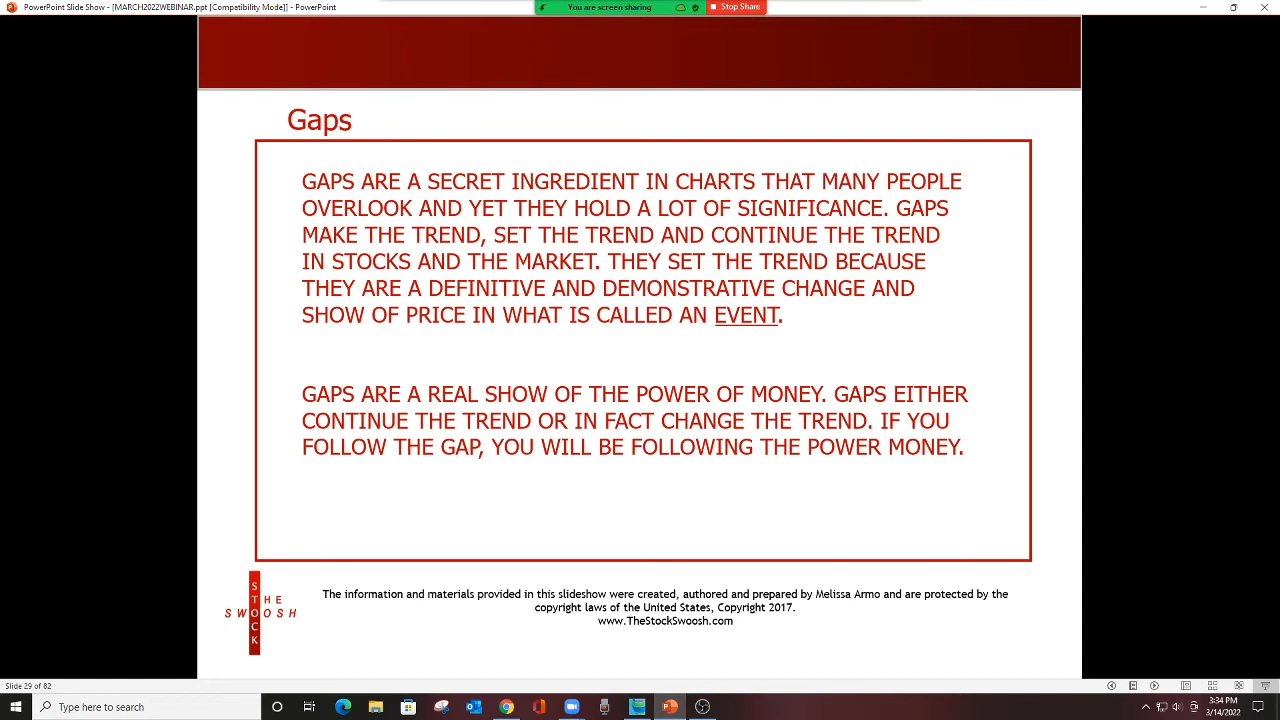 PowerPoint Slide Show - [MARCH2022WEBINAR.ppt [Compatibility Mode]] - PowerPoint
You are screen sharing
Stop Share
Gaps
GAPS ARE A SECRET INGREDIENT IN CHARTS THAT MANY PEOPLE
OVERLOOK AND YET THEY HOLD A LOT OF SIGNIFICANCE. GAPS
MAKE THE TREND, SET THE TREND AND CONTINUE THE TREND
IN STOCKS AND THE MARKET. THEY SET THE TREND BECAUSE
THEY ARE A DEFINITIVE AND DEMONSTRATIVE CHANGE AND
SHOW OF PRICE IN WHAT IS CALLED AN EVENT.
GAPS ARE A REAL SHOW OF THE POWER OF MONEY. GAPS EITHER
CONTINUE THE TREND OR IN FACT CHANGE THE TREND. IF YOU
FOLLOW THE GAP, YOU WILL BE FOLLOWING THE POWER MONEY.
THE
STOCK
SWOOSH
The information and materials provided in this slideshow were created, authored and prepared by Melissa Armo and are protected by the
copyright laws of the United States, Copyright 2017.
www.TheStockSwoosh.com
Slide 29 of 82
Type here to search
3:34 PM
3/14/2022